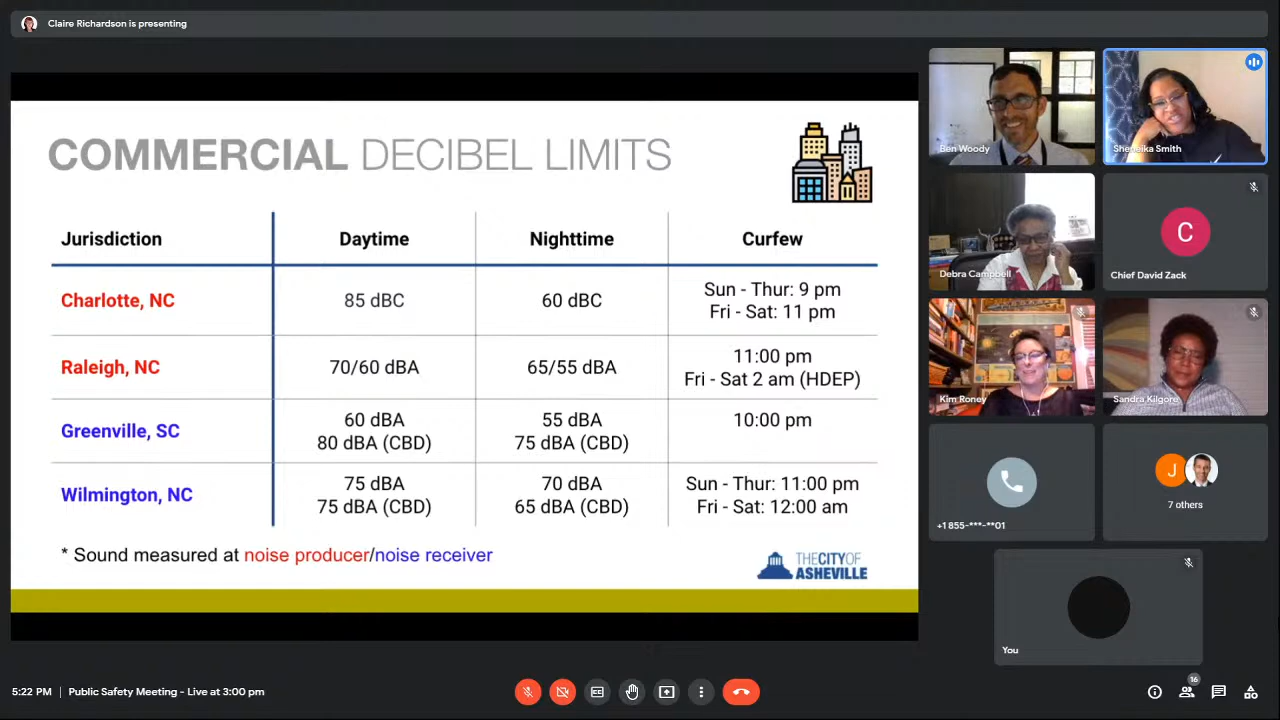 Claire Richardson is presenting
COMMERCIAL DECIBEL LIMITS
Jurisdiction Daytime Nighttime Curfew
Charlotte, NC 85 dBC 60 dBC Sun - Thur: 9 pm
Fri - Sat: 11 pm
Raleigh, NC 70/60 dBA 65/55 dBA 11:00 pm
Fri - Sat 2 am (HDEP)
Greenville, SC 60 dBA 55 dBA 10:00 pm
80 dBA (CBD) 75 dBA (CBD)
Wilmington, NC 75 dBA 70 dBA Sun - Thur: 11:00 pm
75 dBA (CBD) 65 dBA (CBD) Fri - Sat: 12:00 am
* Sound measured at noise producer/noise receiver
THE CITY OF
ASHEVILLE
Ben Woody
Sheneika Smith
Debra Campbell
C
Chief David Zack
Kim Roney
Sandra Kilgore
+1 855-***-**01
J
7 others
You
5:22 PM | Public Safety Meeting - Live at 3:00 pm
CC
16